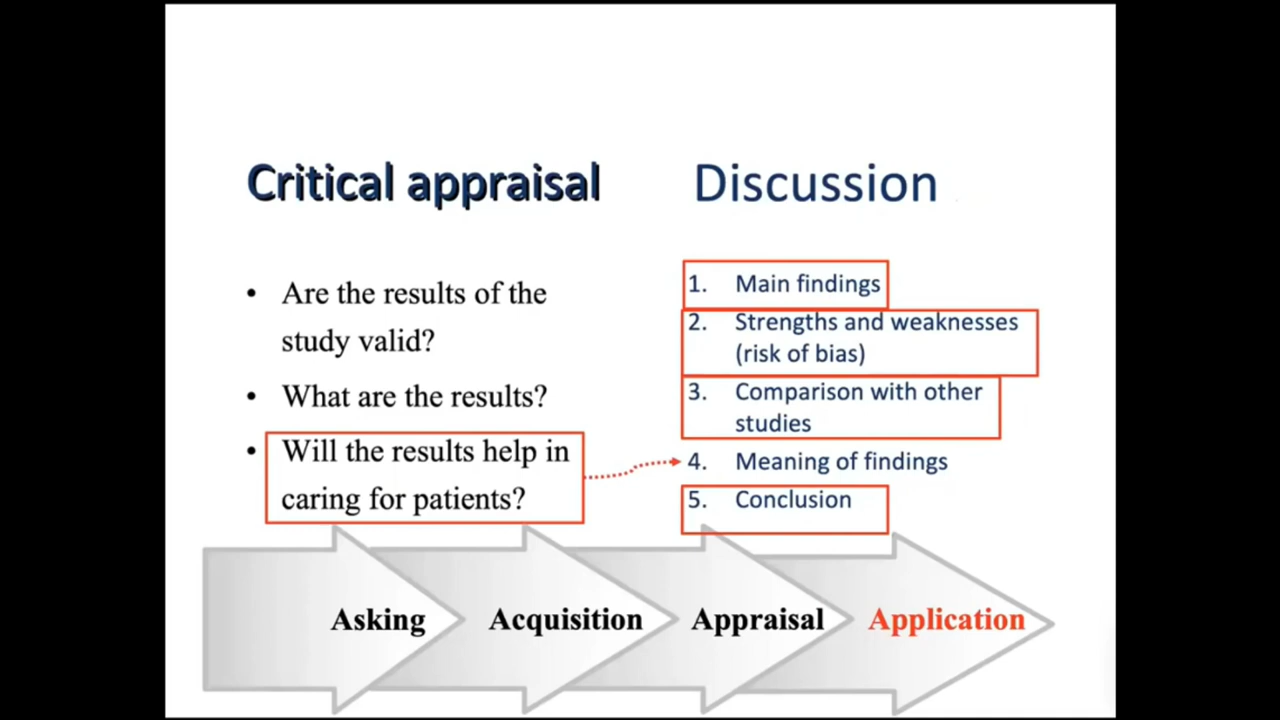 Critical appraisal
• Are the results of the
study valid?
• What are the results?
• Will the results help in
caring for patients?
Discussion
1. Main findings
2. Strengths and weaknesses
(risk of bias)
3. Comparison with other
studies
4. Meaning of findings
5. Conclusion
Asking
Acquisition
Appraisal
Application